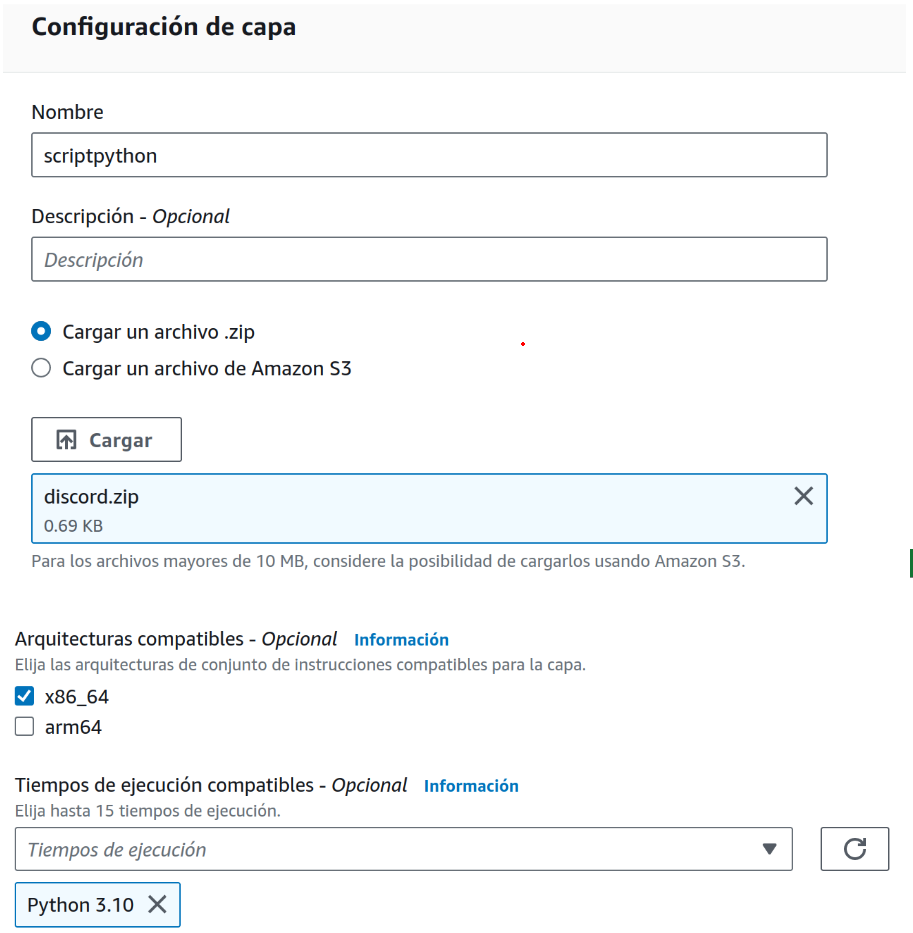 Configuración de capa
Nombre
scriptpython
Descripción - Opcional
Descripción
Cargar un archivo .zip
Cargar un archivo de Amazon S3
Cargar
discord.zip
0.69 KB
Para los archivos mayores de 10 MB, considere la posibilidad de cargarlos usando Amazon S3.
Arquitecturas compatibles - Opcional Información
Elija las arquitecturas de conjunto de instrucciones compatibles para la capa.
x86_64
arm64
Tiempos de ejecución compatibles - Opcional Información
Elija hasta 15 tiempos de ejecución.
Tiempos de ejecución
Python 3.10